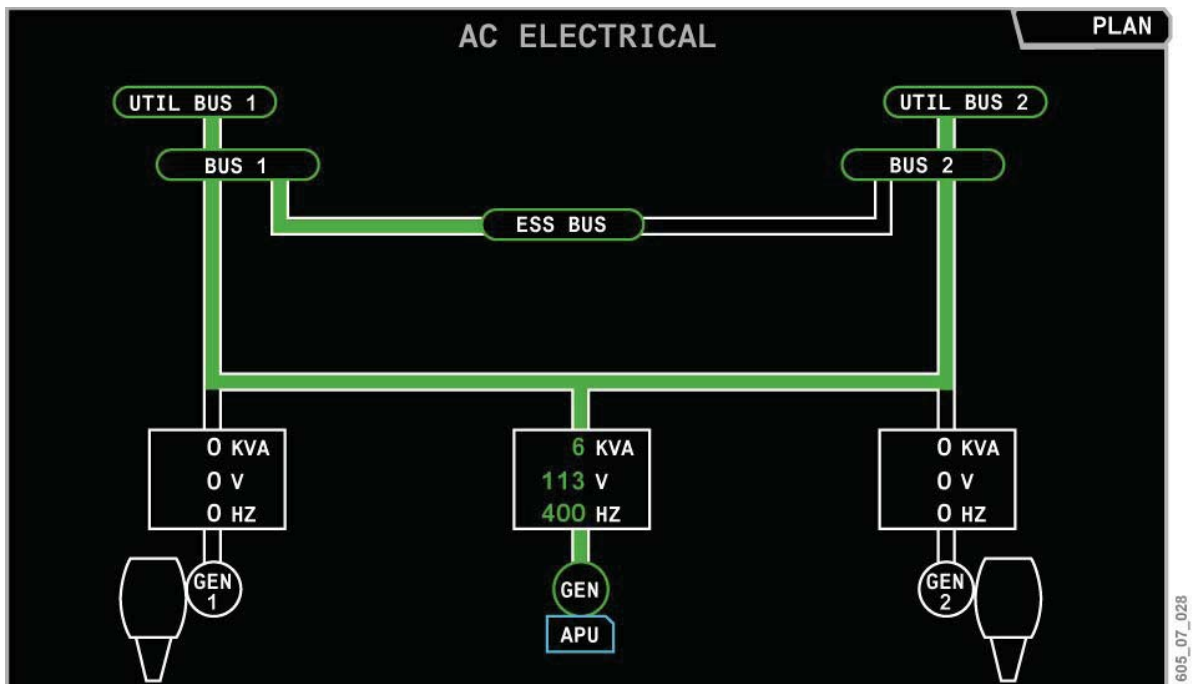 AC ELECTRICAL
PLAN
UTIL BUS 1
UTIL BUS 2
BUS 1
BUS 2
ESS BUS
0 KVA
0 V
0 HZ
6 KVA
113 V
400 HZ
0 KVA
0 V
0 HZ
GEN
1
GEN
APU
GEN
2
605_07_028